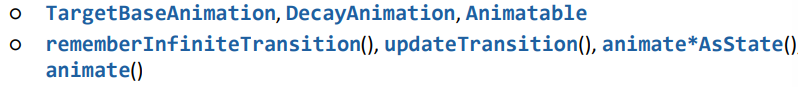 ○ TargetBaseAnimation, DecayAnimation, Animatable
○ rememberInfiniteTransition(), updateTransition(), animate*AsState()
animate()